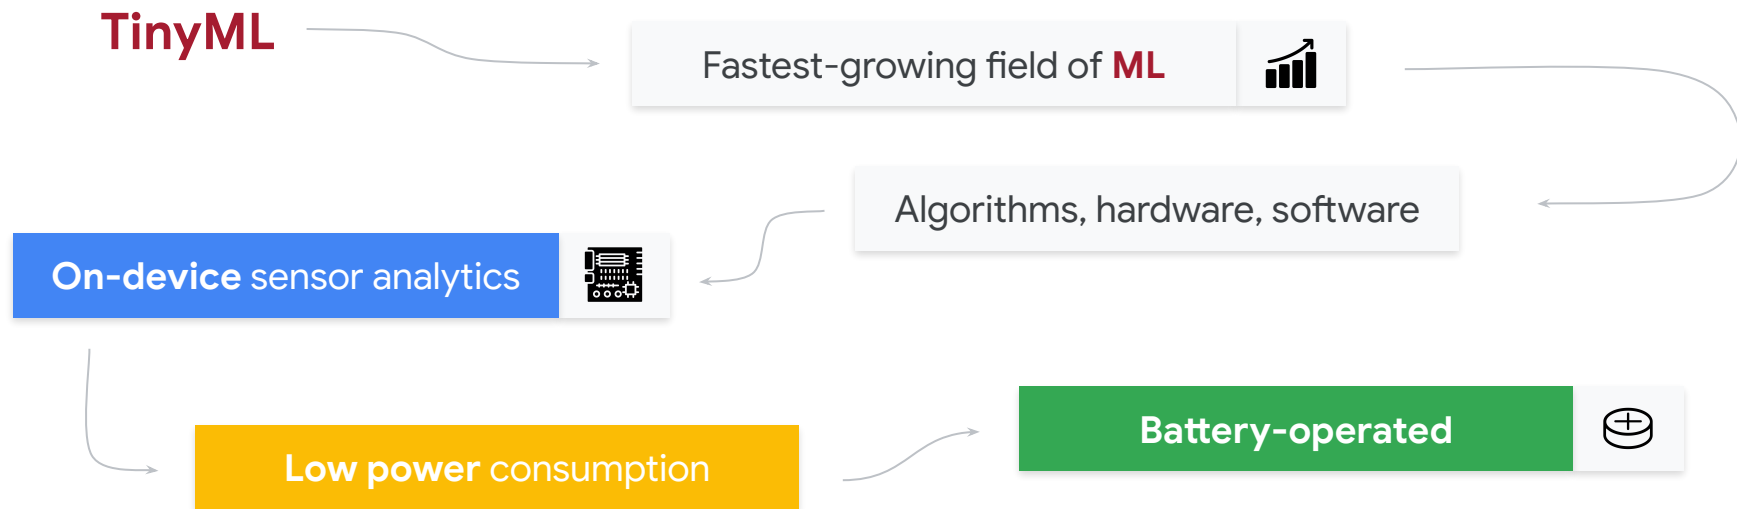 TinyML
Fastest-growing field of ML
Algorithms, hardware, software
On-device sensor analytics
Low power consumption
Battery-operated